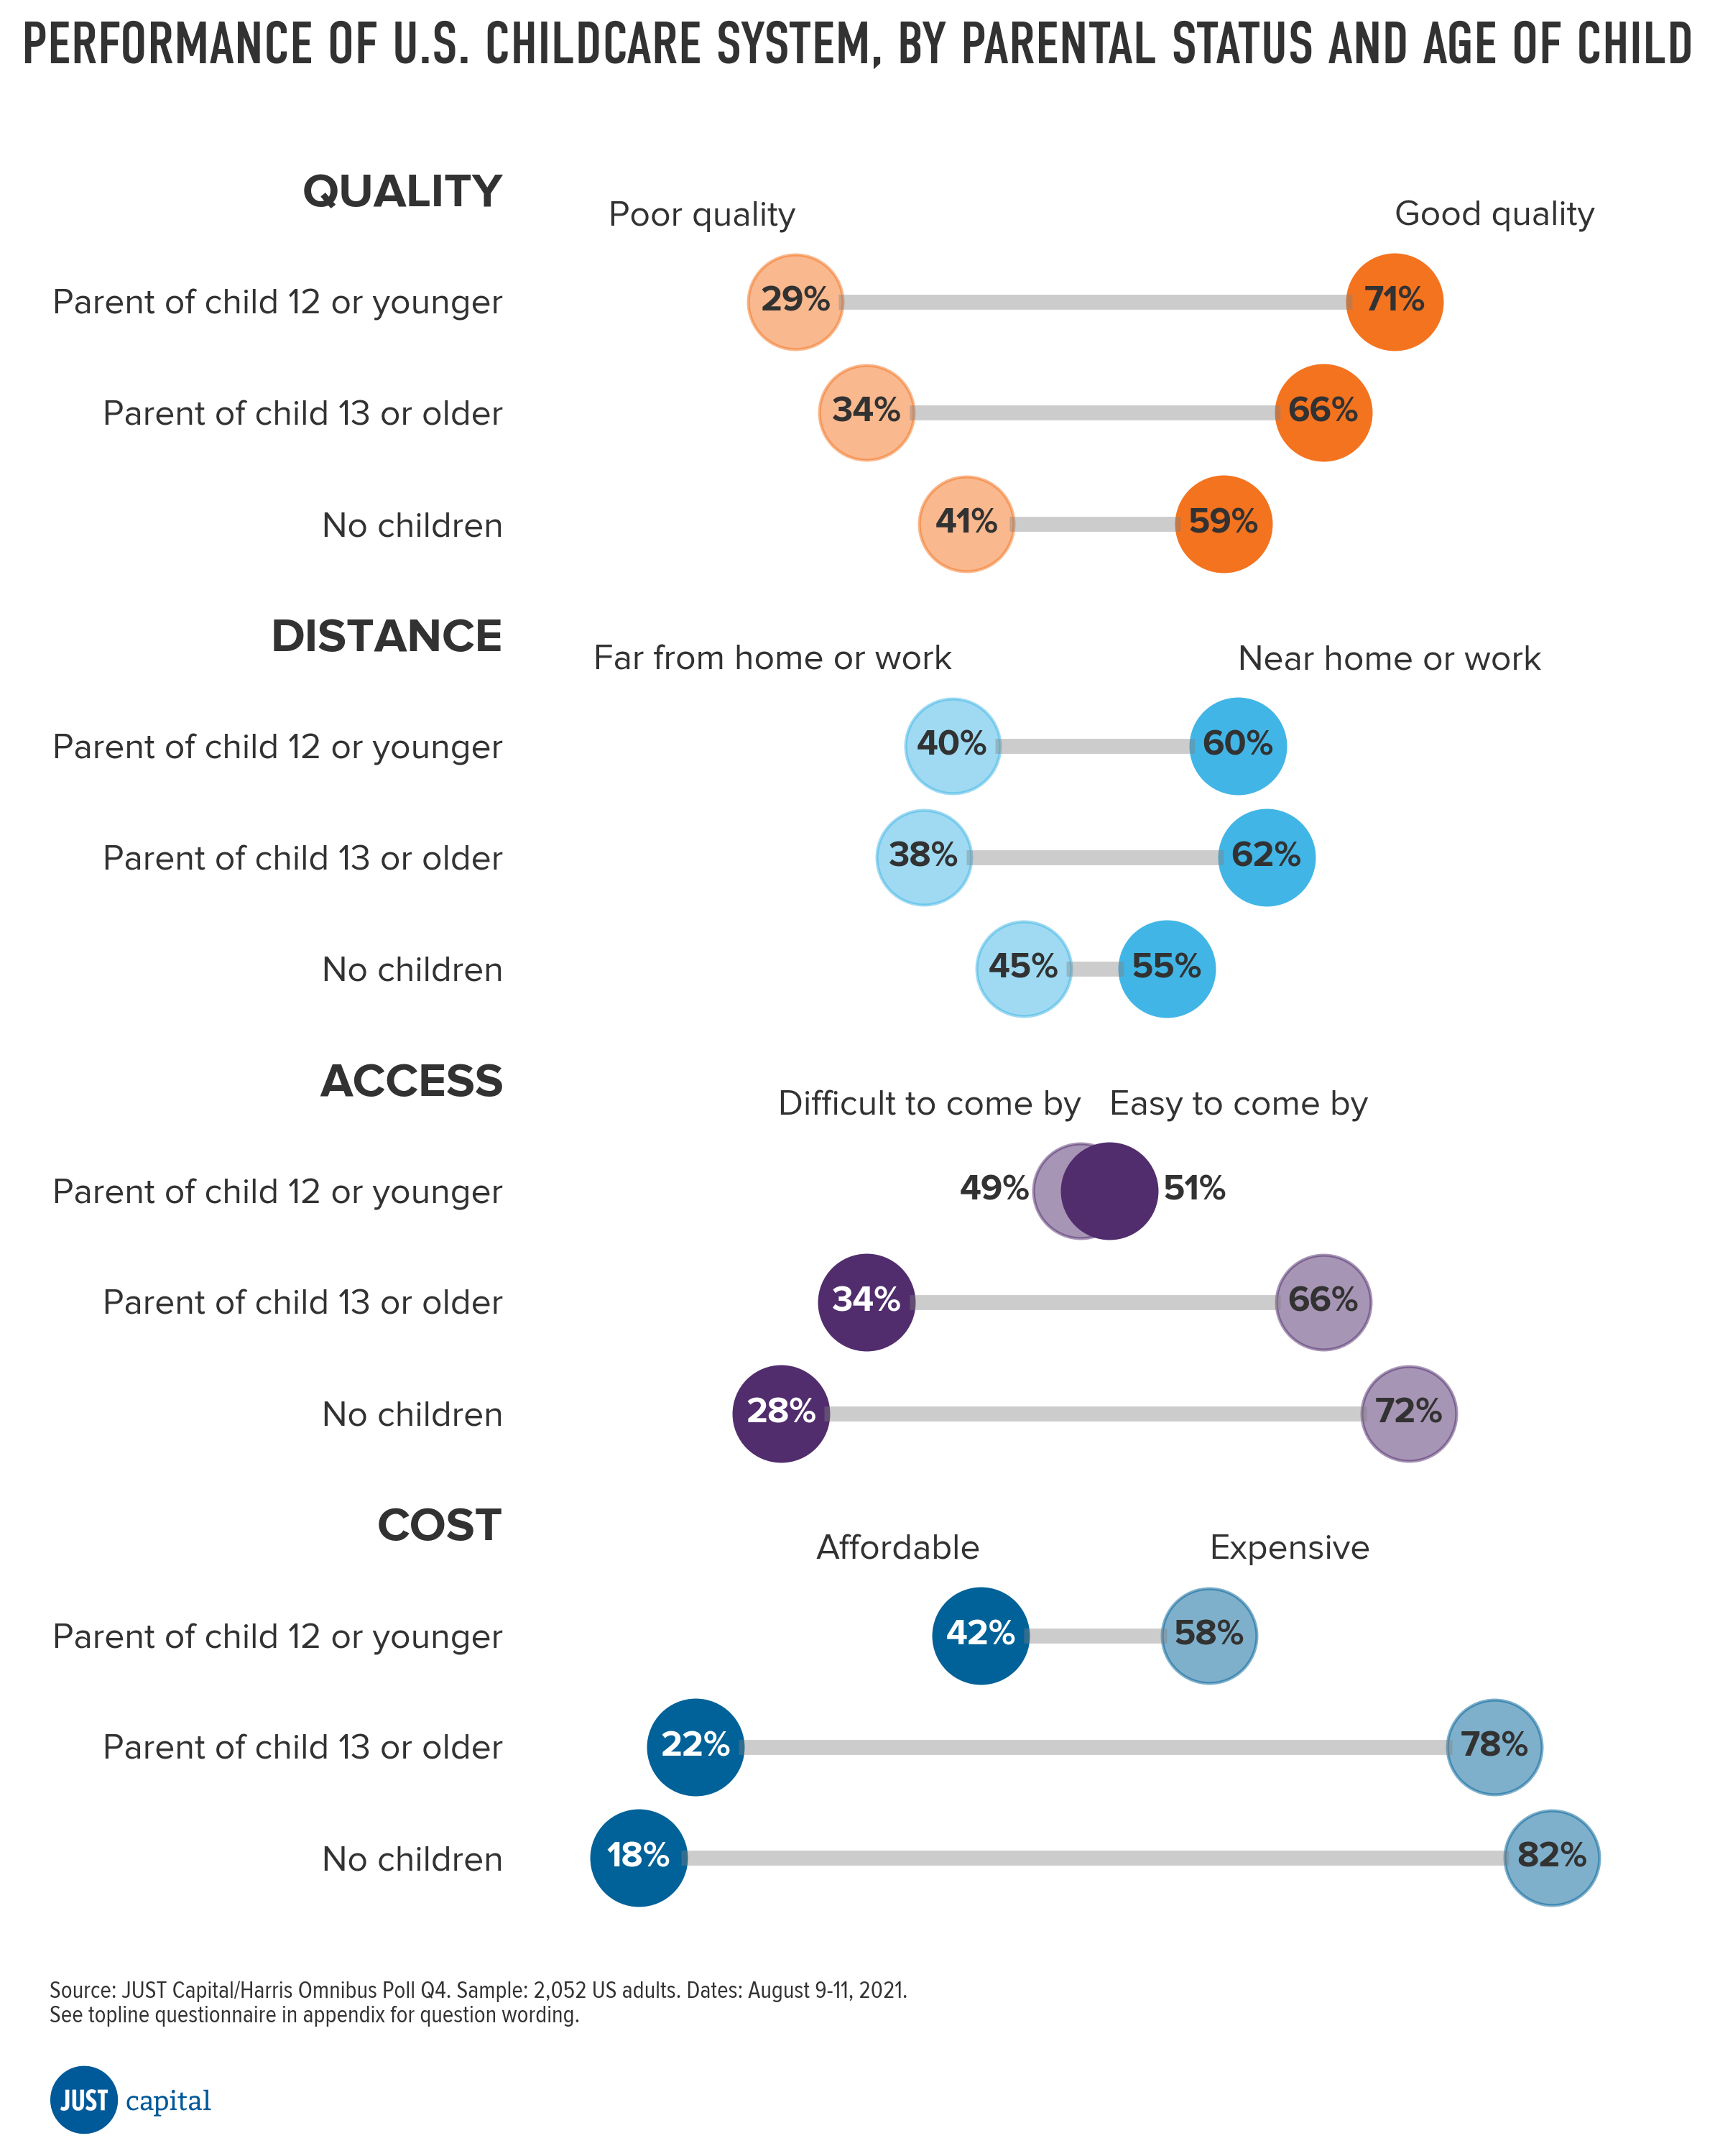 PERFORMANCE OF U.S. CHILDCARE SYSTEM, BY PARENTAL STATUS AND AGE OF CHILD
QUALITY
Poor quality Good quality
Parent of child 12 or younger 29% 71%
Parent of child 13 or older 34% 66%
No children 41% 59%
DISTANCE
Far from home or work Near home or work
Parent of child 12 or younger 40% 60%
Parent of child 13 or older 38% 62%
No children 45% 55%
ACCESS
Difficult to come by Easy to come by
Parent of child 12 or younger 49% 51%
Parent of child 13 or older 34% 66%
No children 28% 72%
COST
Affordable Expensive
Parent of child 12 or younger 42% 58%
Parent of child 13 or older 22% 78%
No children 18% 82%
Source: JUST Capital/Harris Omnibus Poll Q4. Sample: 2,052 US adults. Dates: August 9-11, 2021.
See topline questionnaire in appendix for question wording.
JUST capital